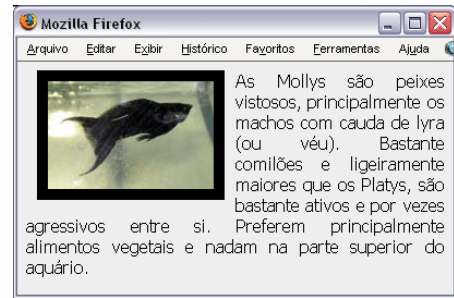 Mozilla Firefox
Arquivo Editar Exibir Histórico Favoritos Ferramentas Ajuda
As Mollys são peixes
vistosos, principalmente os
machos com cauda de lyra
(ou véu). Bastante
comilões e ligeiramente
maiores que os Platys, são
bastante ativos e por vezes
agressivos entre si. Preferem principalmente
alimentos vegetais e nadam na parte superior do
aquário.